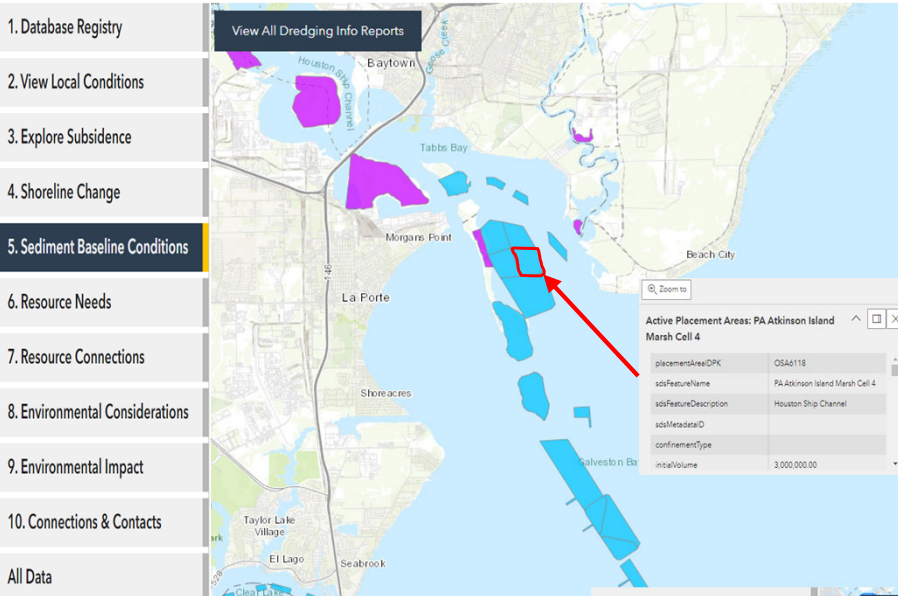 1. Database Registry
2. View Local Conditions
3. Explore Subsidence
4. Shoreline Change
5. Sediment Baseline Conditions
6. Resource Needs
7. Resource Connections
8. Environmental Considerations
9. Environmental Impact
10. Connections & Contacts
All Data
View All Dredging Info Reports
Baytown
Goose Creek
Houston Ship Channel
Tabbs Bay
Morgans Point
Beach City
146
La Porte
Shoreacres
Galveston Ba
Taylor Lake
Village
ark
El Lago
Seabrook
528
Clear Lake
Zoom to
Active Placement Areas: PA Atkinson Island
Marsh Cell 4
placementAreaIDPK OSA6118
sdsFeatureName PA Atkinson Island Marsh Cell 4
sdsFeatureDescription Houston Ship Channel
sdsMetadataID
confinementType
initialVolume 3,000,000.00